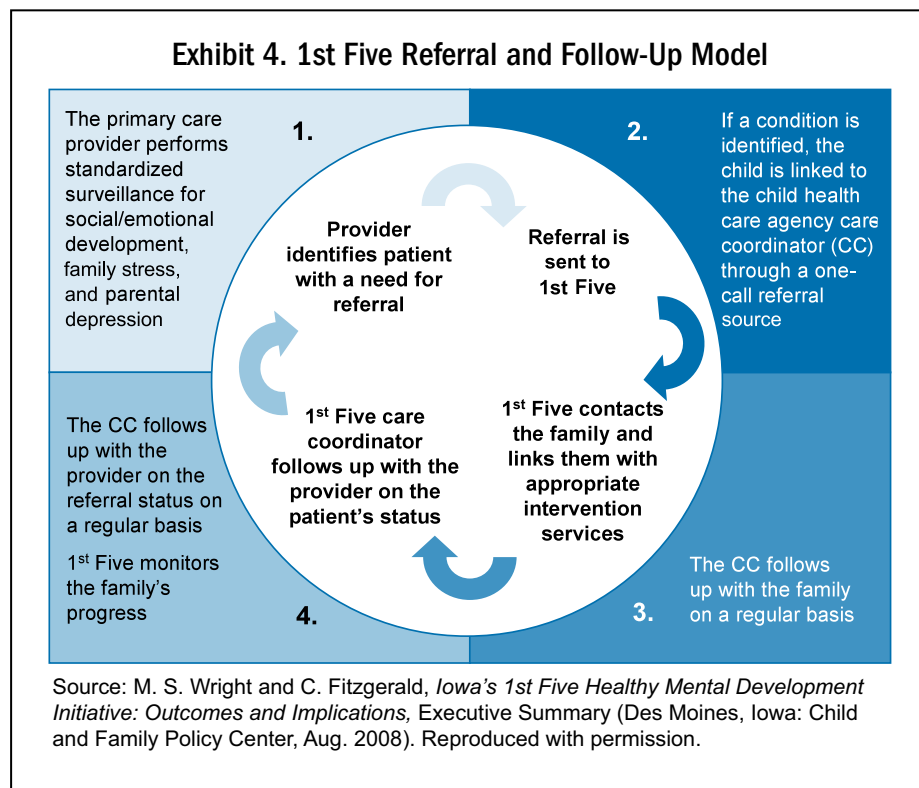 Exhibit 4. 1st Five Referral and Follow-Up Model
1.
The primary care
provider performs
standardized
surveillance for
social/emotional
development,
family stress,
and parental
depression
Provider
identifies patient
with a need for
referral
2.
If a condition is
identified, the
child is linked to
the child health
care agency care
coordinator (CC)
through a one-
call referral
source
Referral is
sent to
1st Five
1st Five contacts
the family and
links them with
appropriate
intervention
services
The CC follows
up with the family
on a regular basis
3.
1st Five care
coordinator
follows up with the
provider on the
patient's status
The CC follows
up with the
provider on the
referral status on
a regular basis
1st Five monitors
the family's
progress
4.
Source: M. S. Wright and C. Fitzgerald, Iowa's 1st Five Healthy Mental Development
Initiative: Outcomes and Implications, Executive Summary (Des Moines, Iowa: Child
and Family Policy Center, Aug. 2008). Reproduced with permission.